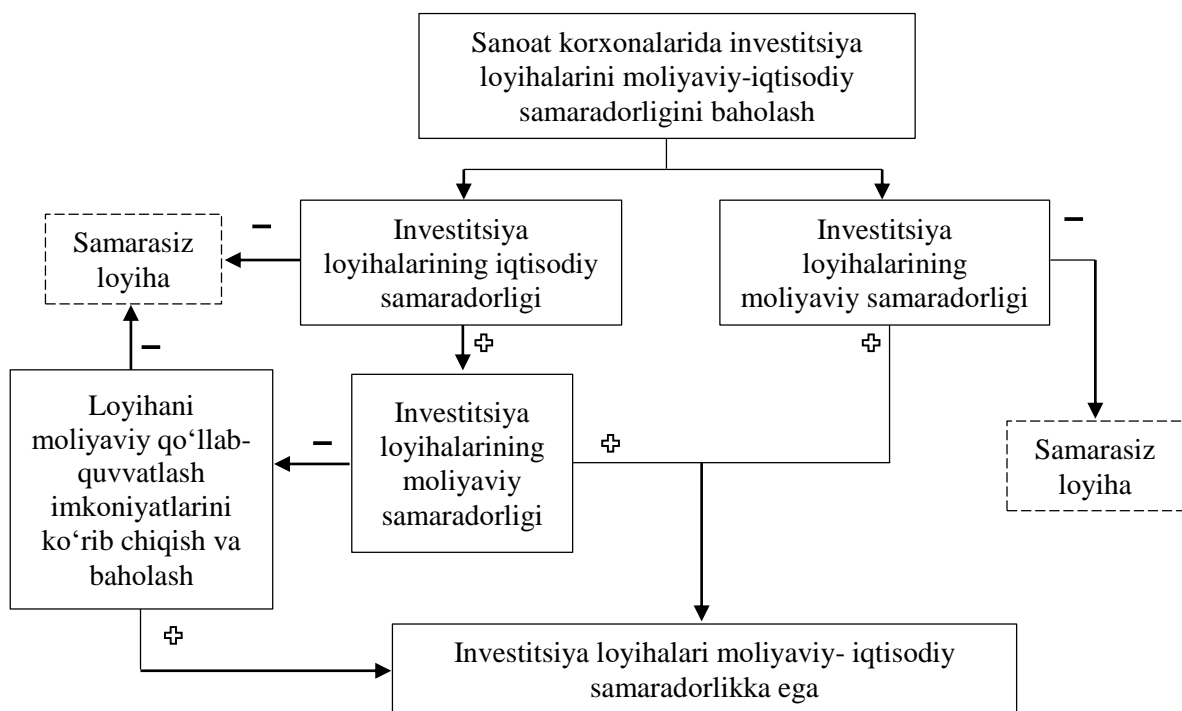 Sanoat korxonalarida investitsiya
loyihalarini moliyaviy-iqtisodiy
samaradorligini baholash
Samarasiz
loyiha
–
Investitsiya
loyihalarining iqtisodiy
samaradorligi
Investitsiya
loyihalarining
moliyaviy samaradorligi
–
–
+
+
Loyihani
moliyaviy qo‘llab-
quvvatlash
imkoniyatlarini
ko‘rib chiqish va
baholash
–
Investitsiya
loyihalarining
moliyaviy
samaradorligi
+
Samarasiz
loyiha
+
Investitsiya loyihalari moliyaviy- iqtisodiy
samaradorlikka ega